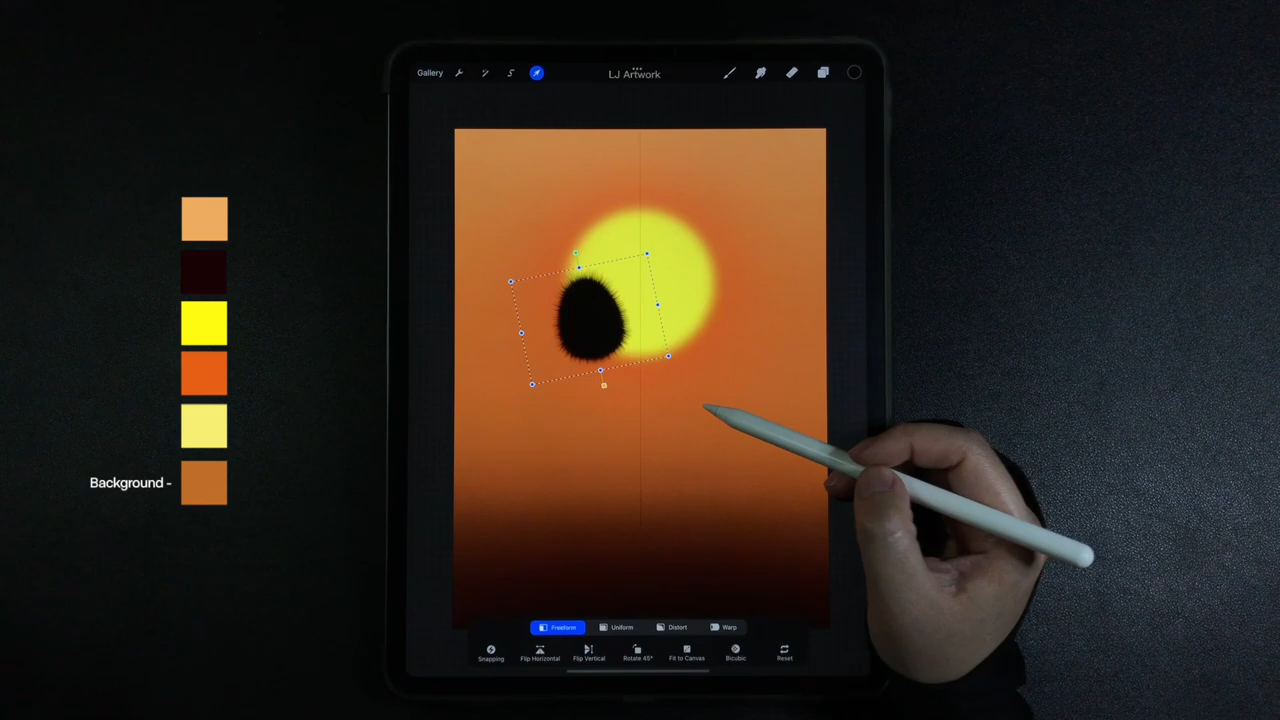 Gallery
LJ Artwork
Background -
Freeform Uniform Distort Warp
Snapping Flip Horizontal Flip Vertical Rotate 45° Fit to Canvas Bicubic Reset